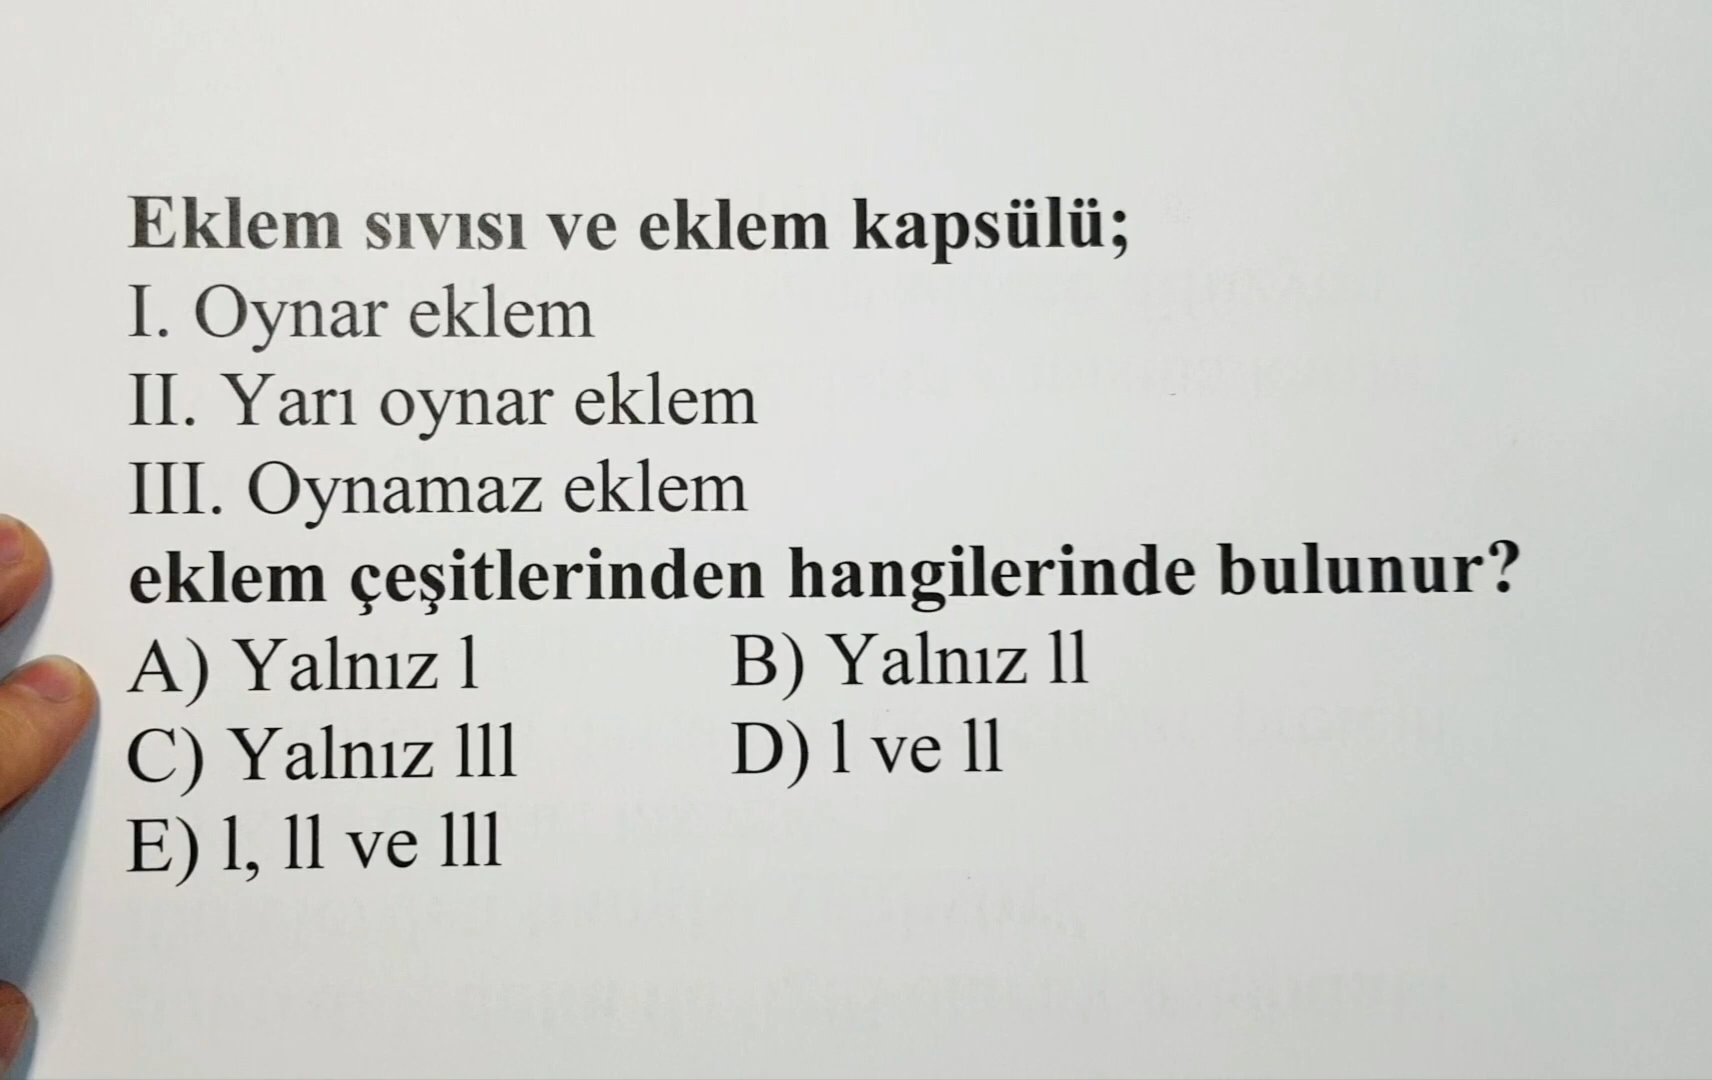 Eklem sıvısı ve eklem kapsülü;
I. Oynar eklem
II. Yarı oynar eklem
III. Oynamaz eklem
eklem çeşitlerinden hangilerinde bulunur?
A) Yalnız l B) Yalnız ll
C) Yalnız lll D) l ve ll
E) l, ll ve lll